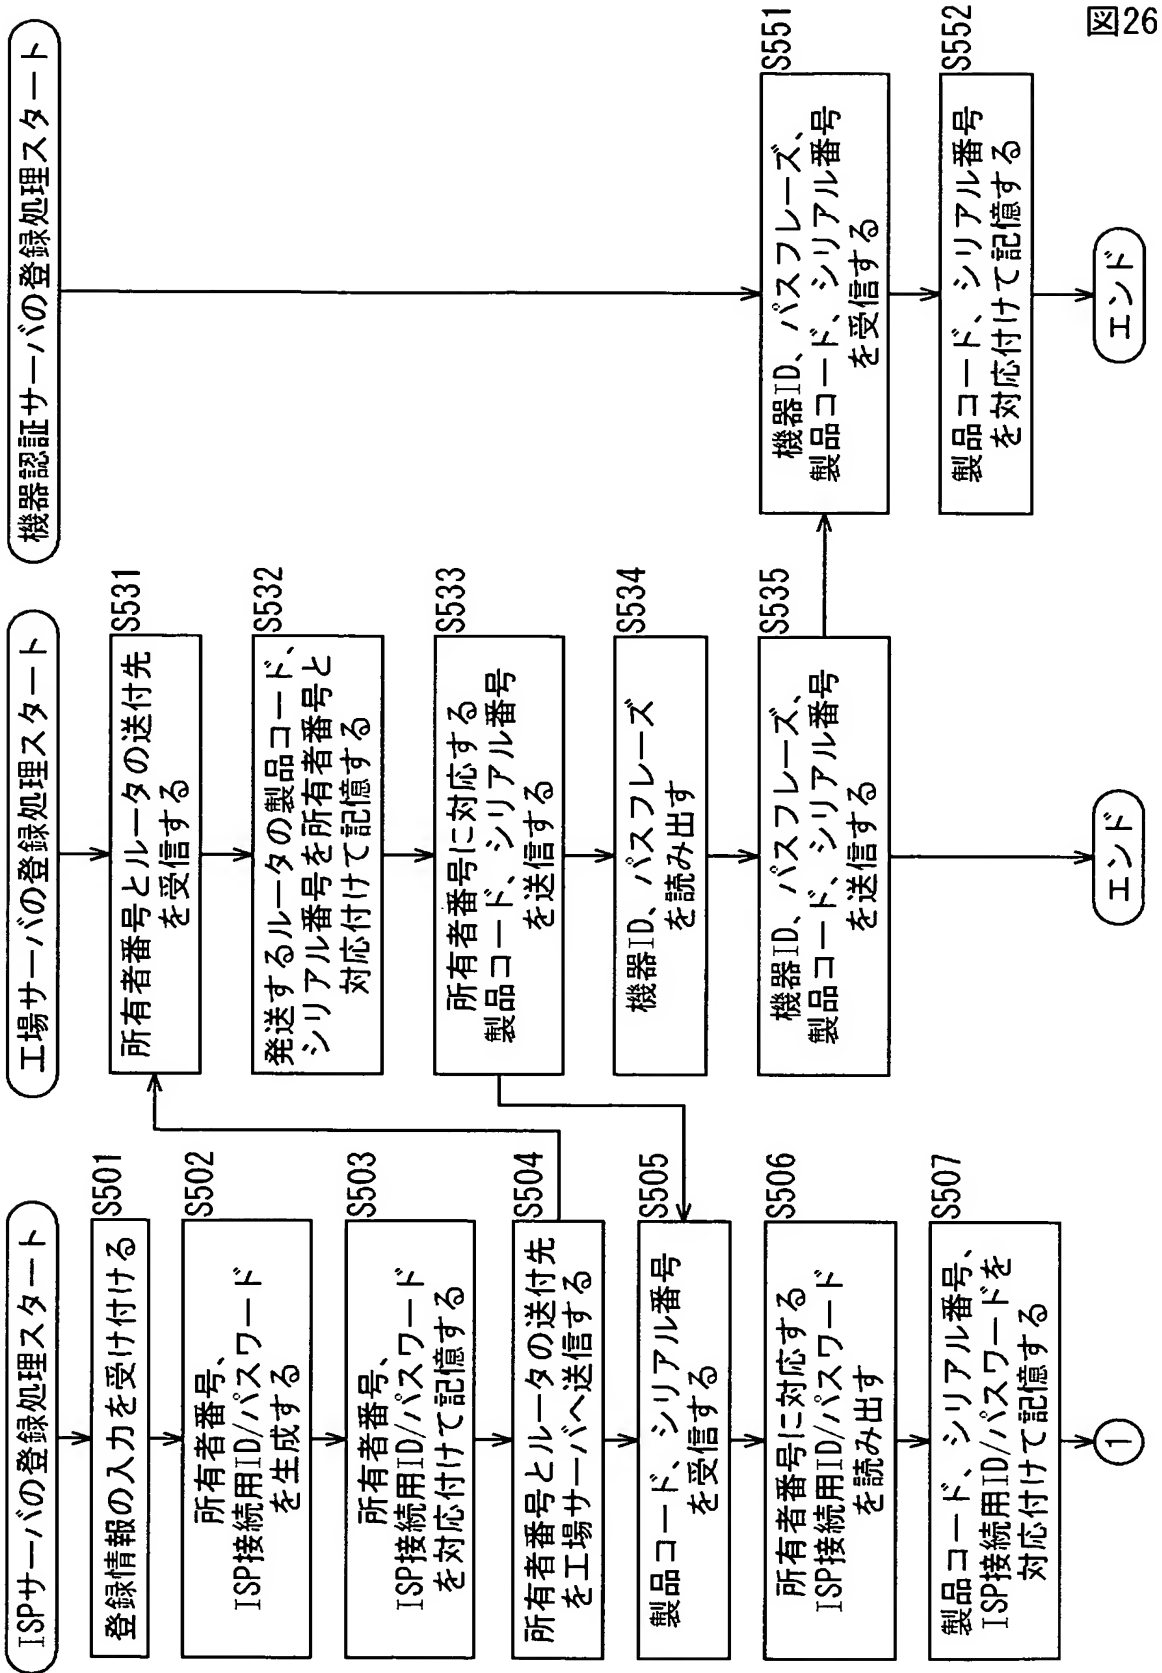 図26
ISPサーバの登録処理スタート
S501
登録情報の入力を受け付ける
S502
所有者番号、
ISP接続用ID/パスワード
を生成する
S503
所有者番号、
ISP接続用ID/パスワード
を対応付けて記憶する
S504
所有者番号とルータの送付先
を工場サーバへ送信する
S505
製品コード、シリアル番号
を受信する
S506
所有者番号に対応する
ISP接続用ID/パスワード
を読み出す
S507
製品コード、シリアル番号、
ISP接続用ID/パスワードを
対応付けて記憶する
1
工場サーバの登録処理スタート
S531
所有者番号とルータの送付先
を受信する
S532
発送するルータの製品コード、
シリアル番号を所有者番号と
対応付けて記憶する
S533
所有者番号に対応する
製品コード、シリアル番号
を送信する
S534
機器ID、パスフレーズ
を読み出す
S535
機器ID、パスフレーズ、
製品コード、シリアル番号
を送信する
エンド
機器認証サーバの登録処理スタート
S551
機器ID、パスフレーズ、
製品コード、シリアル番号
を受信する
S552
製品コード、シリアル番号
を対応付けて記憶する
エンド